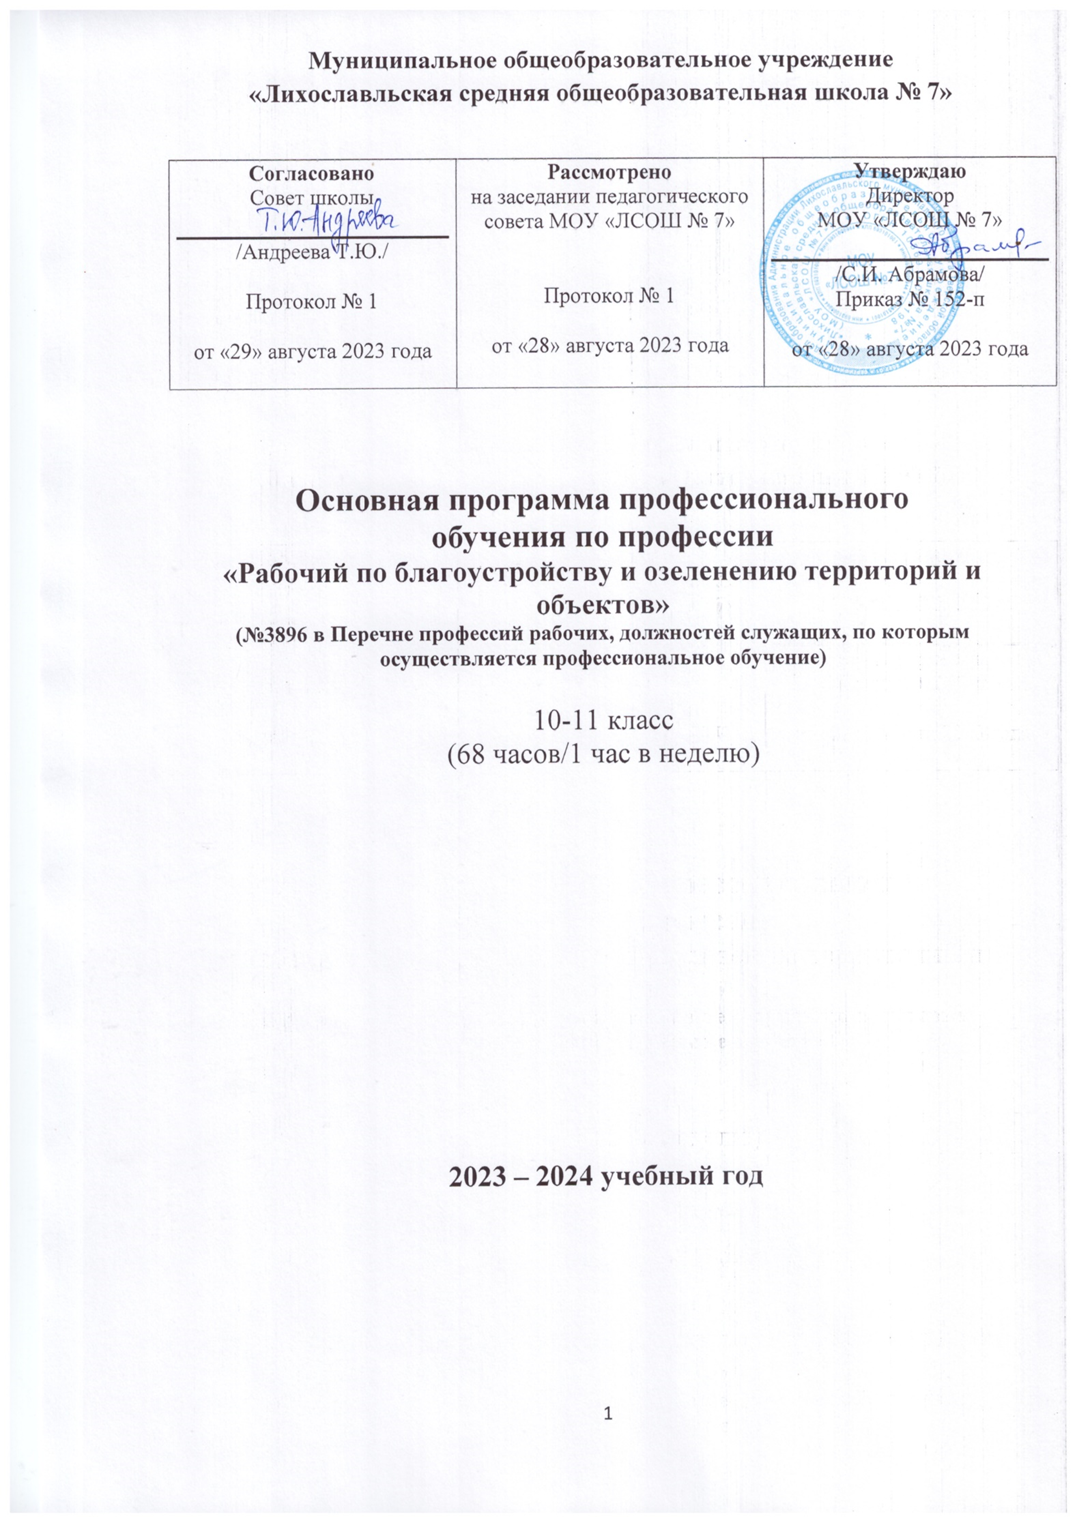 Муниципальное общеобразовательное учреждение
«Лихославльская средняя общеобразовательная школа № 7»
Согласовано
Совет школы
Т.Ю. Андреева
/Андреева Т.Ю./
Протокол № 1
от «29» августа 2023 года
Рассмотрено
на заседании педагогического
совета МОУ «ЛСОШ № 7»
Протокол № 1
от «28» августа 2023 года
Утверждаю
Директор
МОУ «ЛСОШ № 7»
/С.И. Абрамова/
Приказ № 152-п
от «28» августа 2023 года
МОУ
«ЛСОШ №
Основная программа профессионального
обучения по профессии
«Рабочий по благоустройству и озеленению территорий и
объектов»
(№3896 в Перечне профессий рабочих, должностей служащих, по которым
осуществляется профессиональное обучение)
10-11 класс
(68 часов/1 час в неделю)
2023 – 2024 учебный год
1